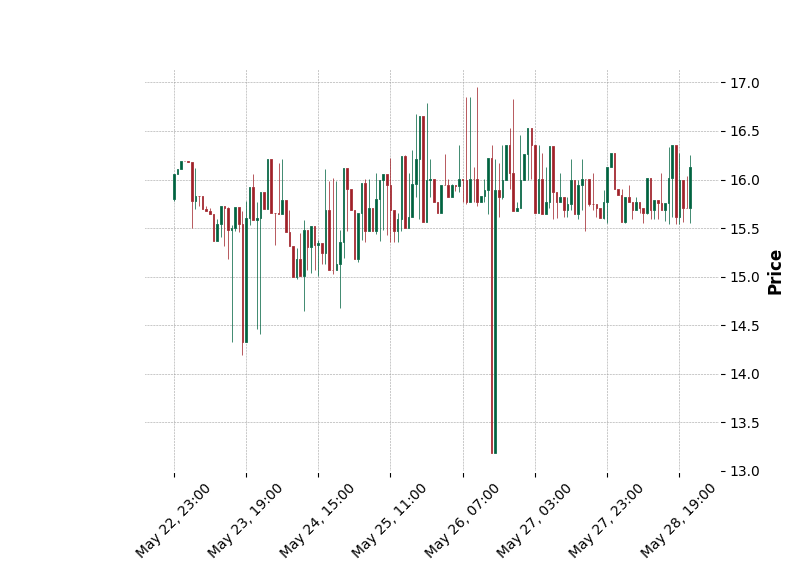 17.0
16.5
16.0
15.5
15.0
14.5
14.0
13.5
13.0
Price
May 22, 23:00
May 23, 19:00
May 24, 15:00
May 25, 11:00
May 26, 07:00
May 27, 03:00
May 27, 23:00
May 28, 19:00